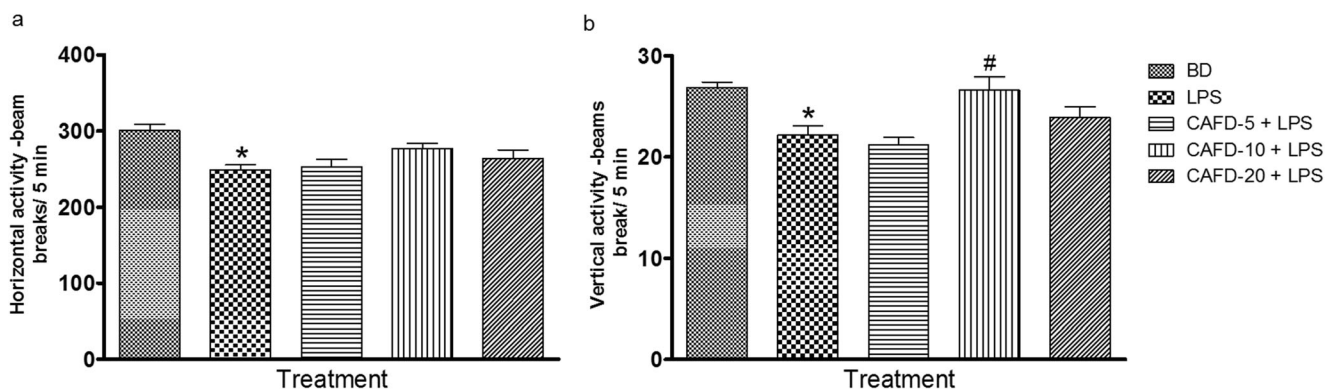 a
Horizontal activity -beam
breaks/ 5 min
400
300
200
100
0
*
Treatment
b
Vertical activity -beams
break/ 5 min
30
20
10
0
*
#
Treatment
BD
LPS
CAFD-5 + LPS
CAFD-10 + LPS
CAFD-20 + LPS